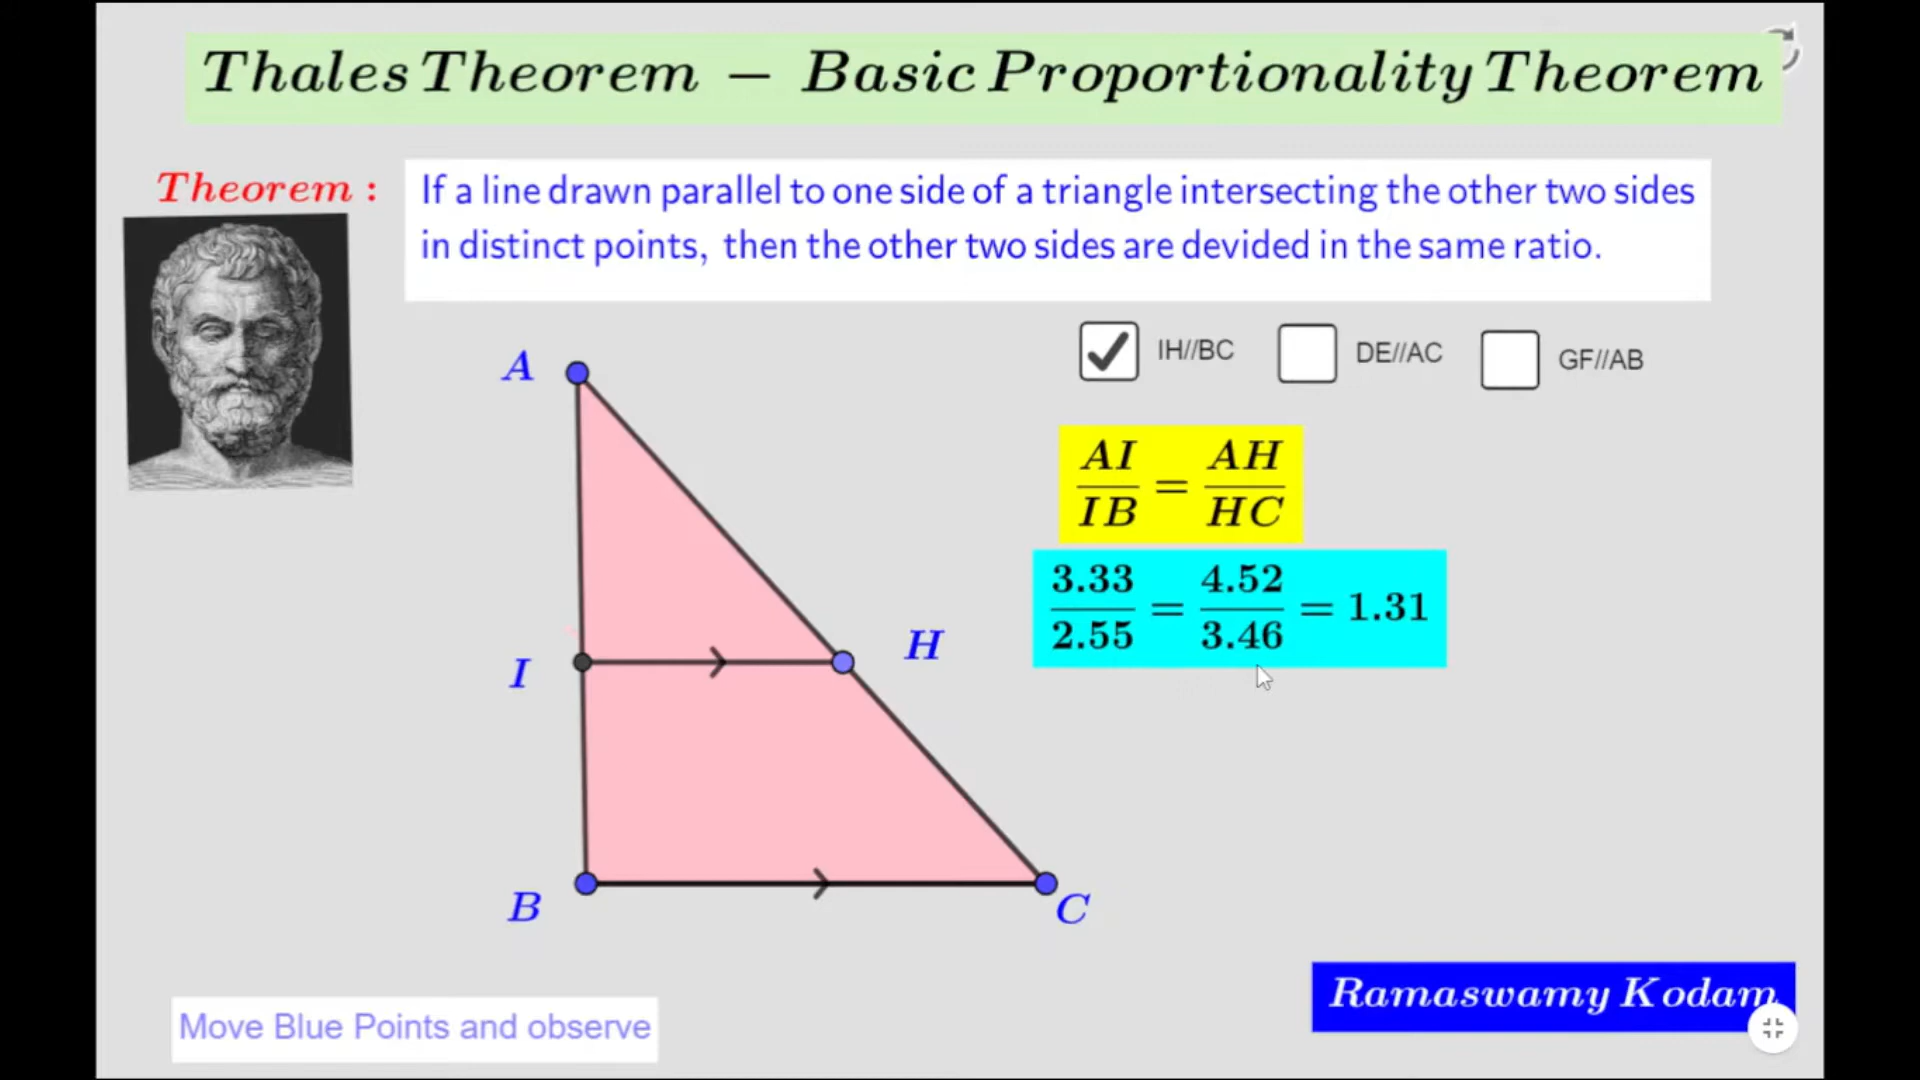 Thales Theorem – Basic Proportionality Theorem
Theorem :
If a line drawn parallel to one side of a triangle intersecting the other two sides
in distinct points, then the other two sides are devided in the same ratio.
IH//BC DE//AC GF//AB
A
AI/IB = AH/HC
3.33/2.55 = 4.52/3.46 = 1.31
I H
B C
Ramaswamy Kodam
Move Blue Points and observe